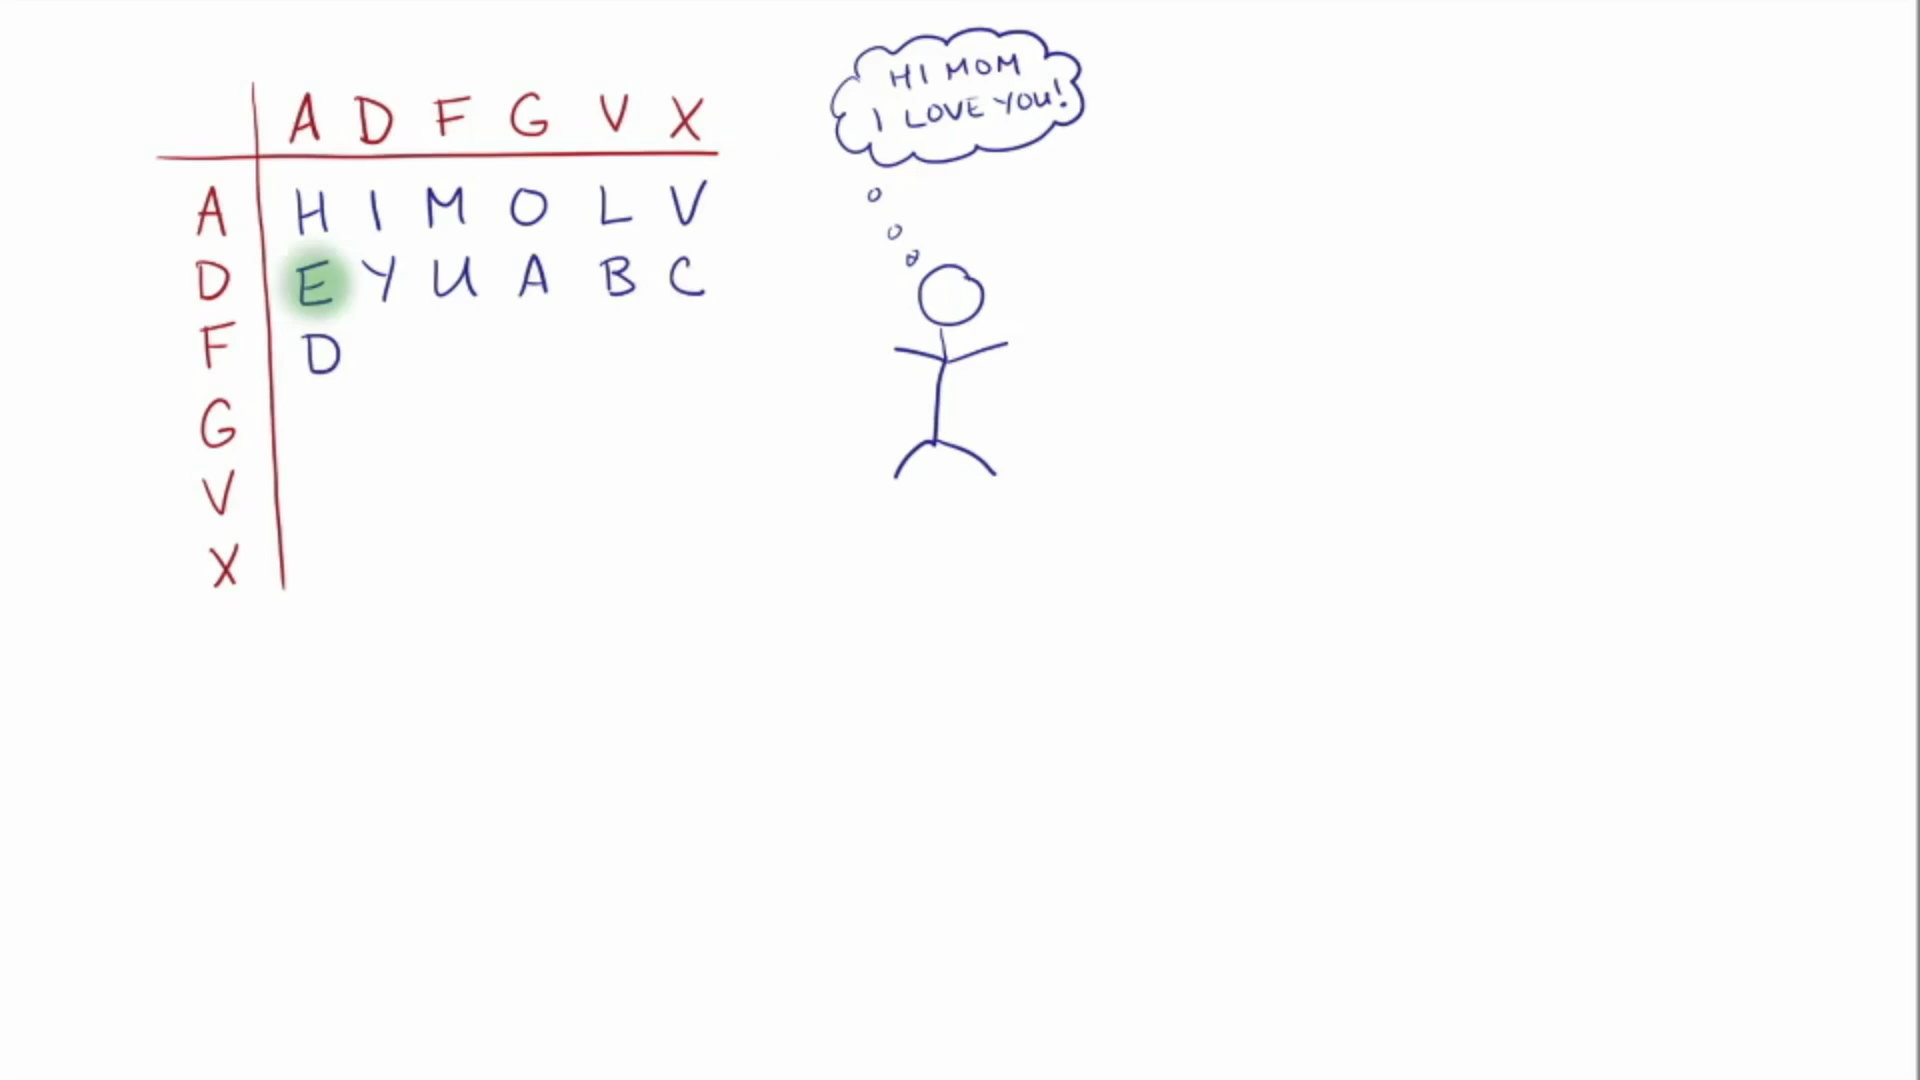 A D F G V X
A H I M O L V
D E Y U A B C
F D
G
V
X
HI MOM
I LOVE YOU!